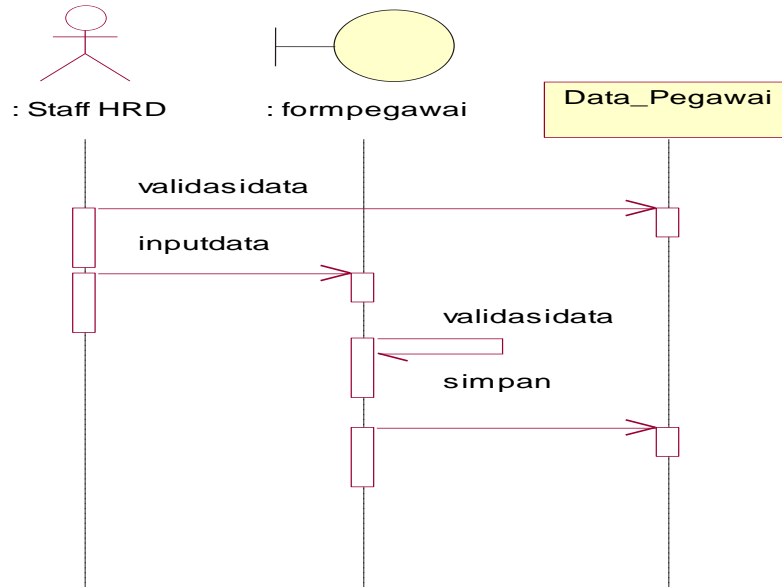 : Staff HRD
: formpegawai
Data_Pegawai
validasidata
inputdata
validasidata
simpan